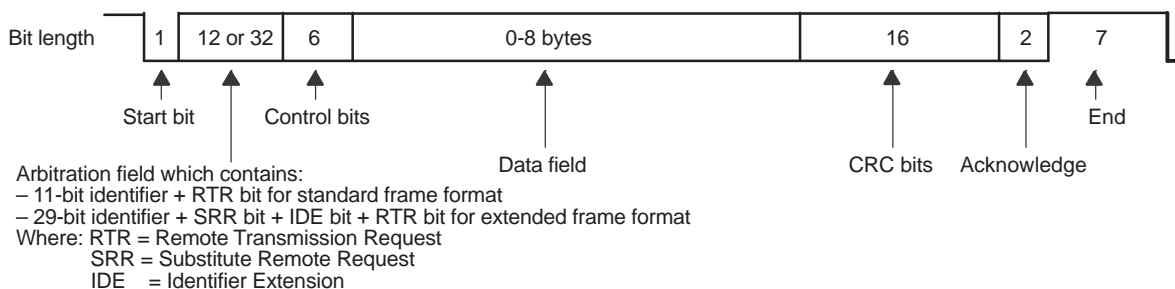 Bit length 1 12 or 32 6 0-8 bytes 16 2 7
Start bit Control bits End
Data field CRC bits Acknowledge
Arbitration field which contains:
– 11-bit identifier + RTR bit for standard frame format
– 29-bit identifier + SRR bit + IDE bit + RTR bit for extended frame format
Where: RTR = Remote Transmission Request
SRR = Substitute Remote Request
IDE = Identifier Extension